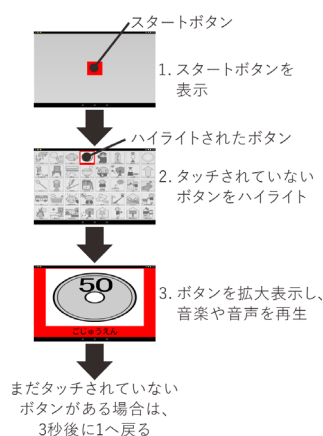 スタートボタン
1. スタートボタンを
表示
ハイライトされたボタン
2. タッチされていない
ボタンをハイライト
50
ごじゅうえん
3. ボタンを拡大表示し、
音楽や音声を再生
まだタッチされていない
ボタンがある場合は、
3秒後に1へ戻る